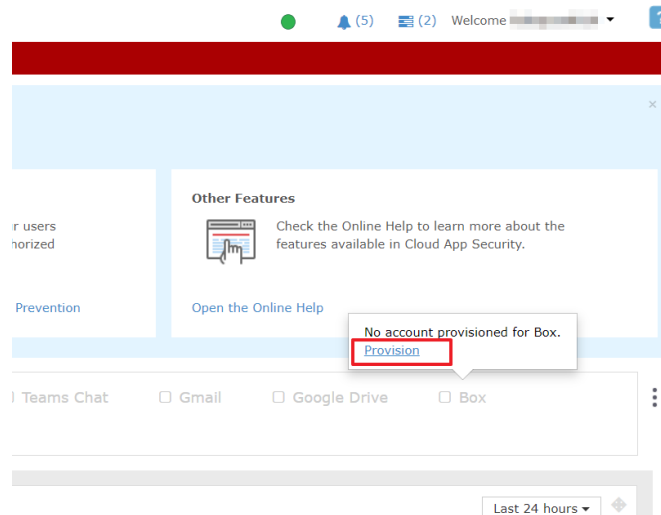 (5)
(2)
Welcome
?
×
Other Features
r users
horized
Check the Online Help to learn more about the
features available in Cloud App Security.
Prevention
Open the Online Help
No account provisioned for Box.
Provision
Teams Chat
Gmail
Google Drive
Box
Last 24 hours